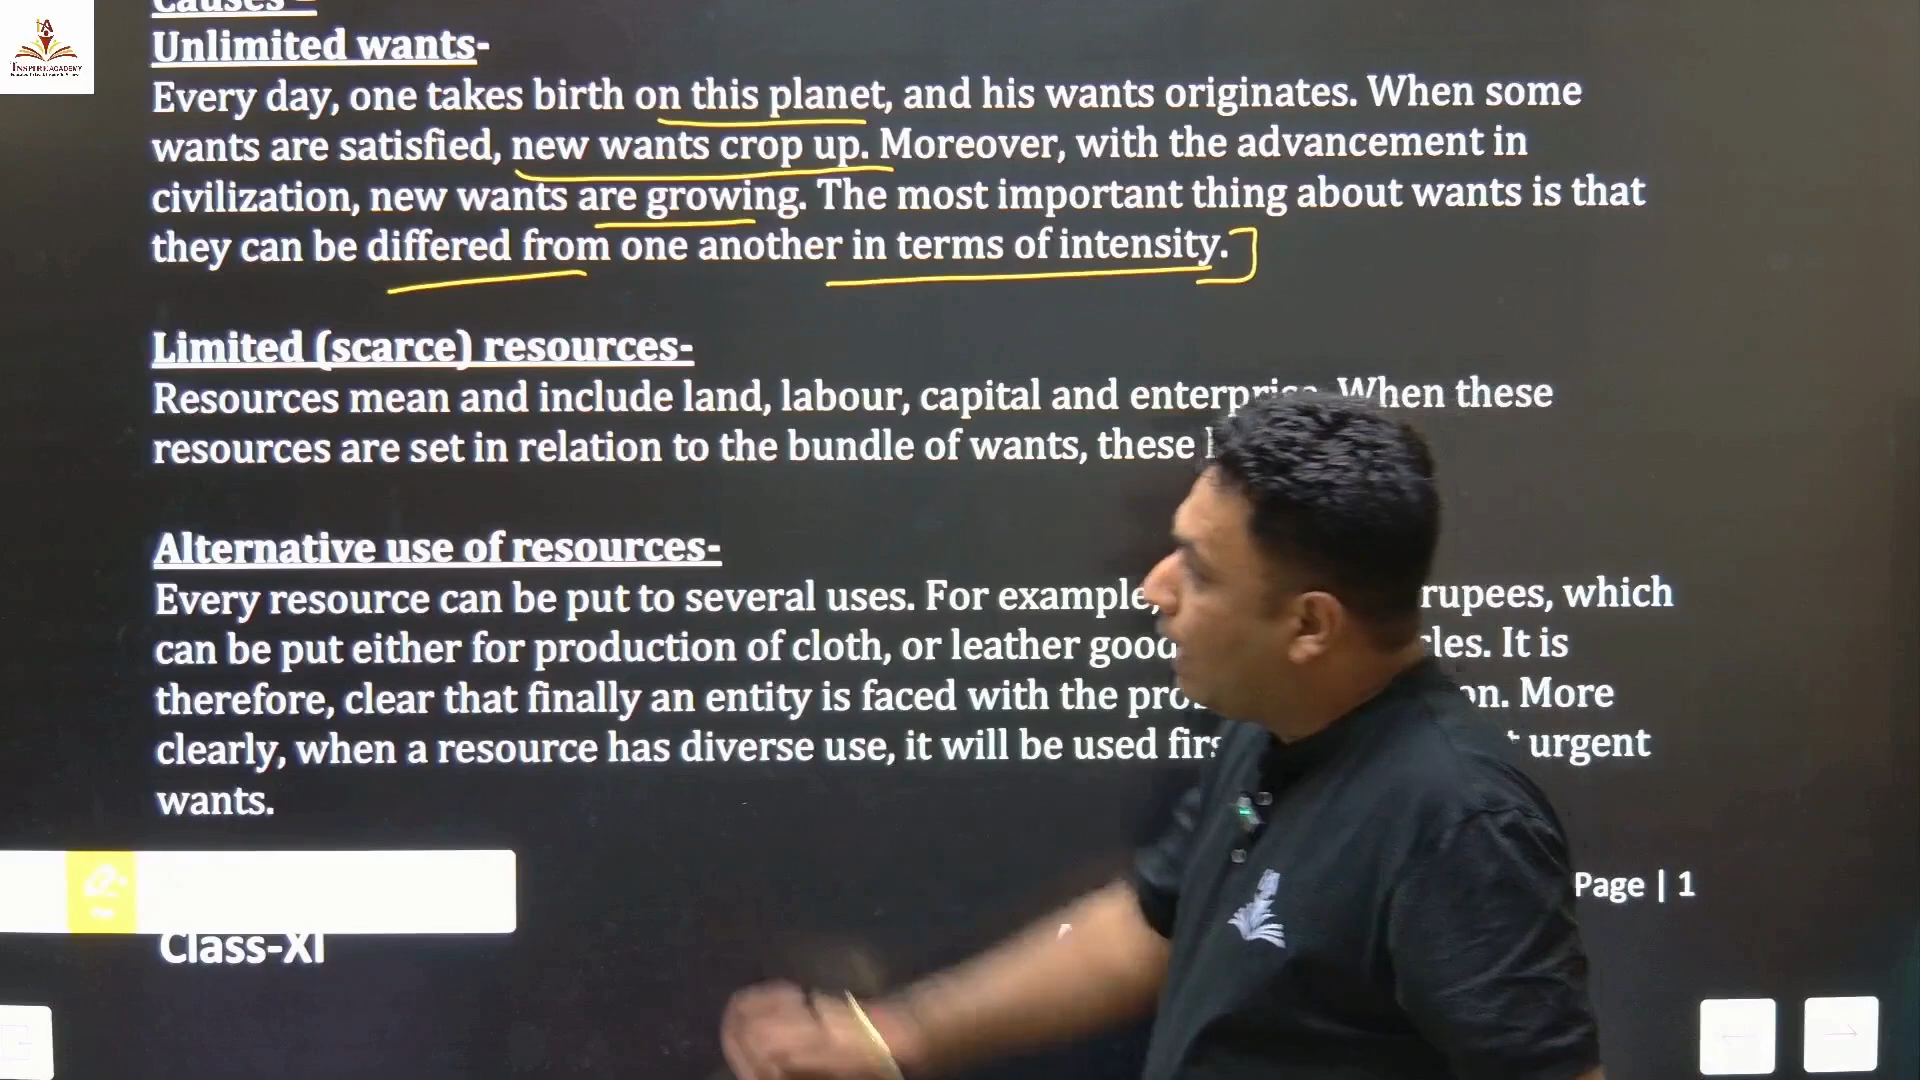 Causes –
Unlimited wants-
Every day, one takes birth on this planet, and his wants originates. When some
wants are satisfied, new wants crop up. Moreover, with the advancement in
civilization, new wants are growing. The most important thing about wants is that
they can be differed from one another in terms of intensity.
Limited (scarce) resources-
Resources mean and include land, labour, capital and enterprise. When these
resources are set in relation to the bundle of wants, these
Alternative use of resources-
Every resource can be put to several uses. For example, rupees, which
can be put either for production of cloth, or leather It is
therefore, clear that finally an entity is faced with the More
clearly, when a resource has diverse use, it will be used urgent
wants.
Page | 1
Class-XI
INSPIRE ACADEMY